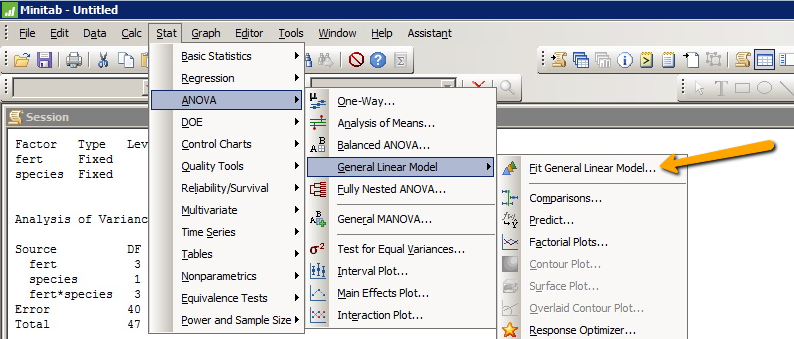 Minitab - Untitled
File Edit Data Calc Stat Graph Editor Tools Window Help Assistant
Session
Factor Type Lev
fert Fixed
species Fixed
Analysis of Varianc
Source DF
fert 3
species 1
fert*species 3
Error 40
Total 47
Basic Statistics
Regression
ANOVA
DOE
Control Charts
Quality Tools
Reliability/Survival
Multivariate
Time Series
Tables
Nonparametrics
Equivalence Tests
Power and Sample Size
One-Way...
Analysis of Means...
Balanced ANOVA...
General Linear Model
Fully Nested ANOVA...
General MANOVA...
σ² Test for Equal Variances...
Interval Plot...
Main Effects Plot...
Interaction Plot...
Fit General Linear Model...
Comparisons...
Predict...
Factorial Plots...
Contour Plot...
Surface Plot...
Overlaid Contour Plot...
Response Optimizer...